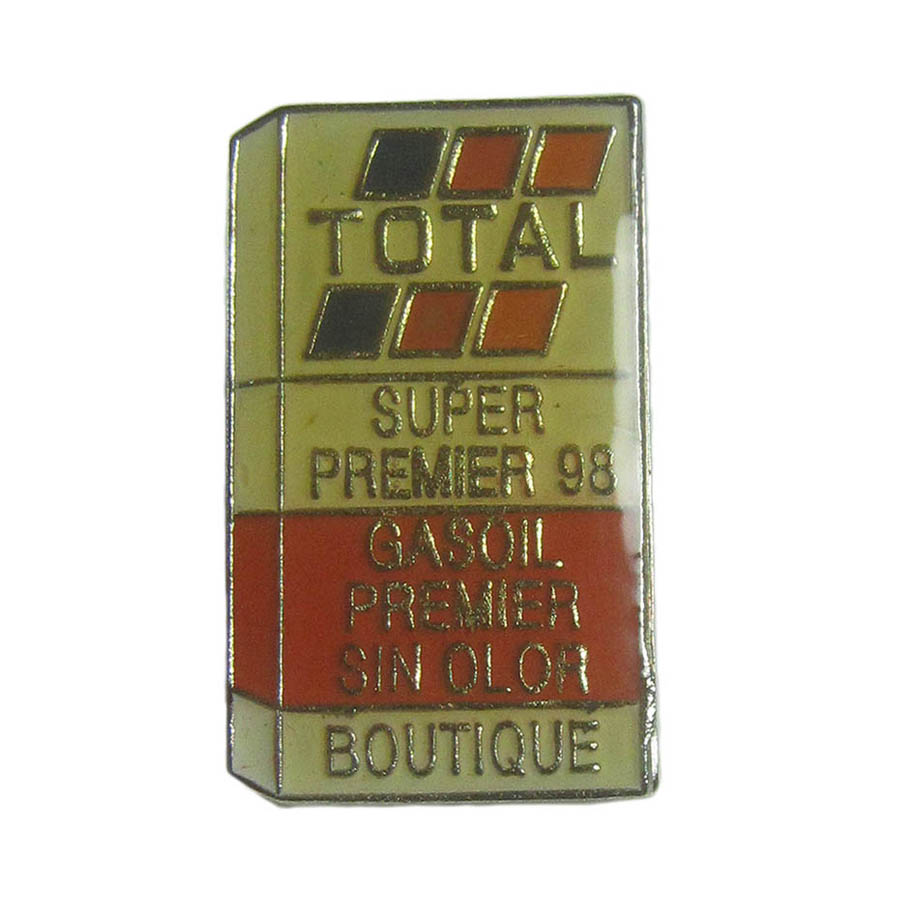 TOTAL
SUPER
PREMIER 98
GASOIL
PREMIER
SIN OLOR
BOUTIQUE